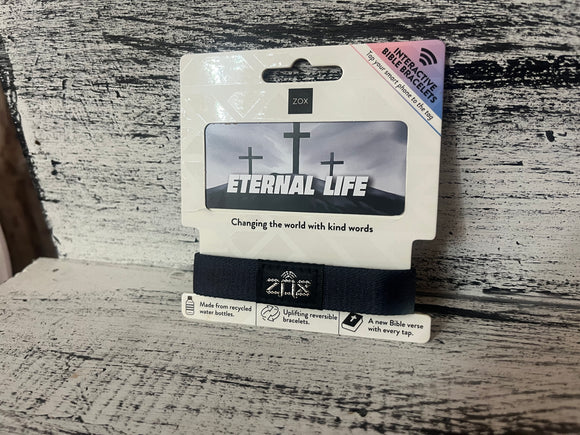 INTERACTIVE
BIBLE BRACELETS
Tap your smart phone to the tag
ZOX
ETERNAL LIFE
Changing the world with kind words
ZOX
Made from recycled
water bottles.
Uplifting reversible
bracelets.
A new Bible verse
with every tap.